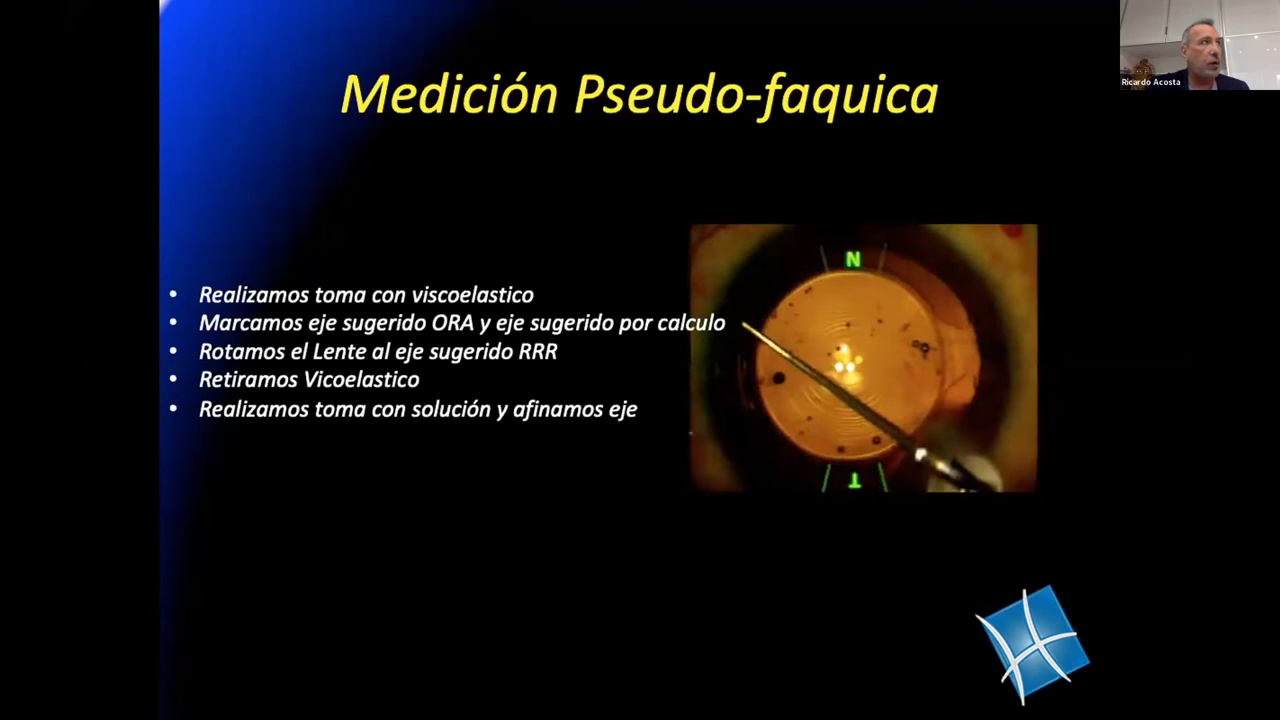 Medición Pseudo-faquica
Ricardo Acosta
• Realizamos toma con viscoelastico
• Marcamos eje sugerido ORA y eje sugerido por calculo
• Rotamos el Lente al eje sugerido RRR
• Retiramos Vicoelastico
• Realizamos toma con solución y afinamos eje
N
T